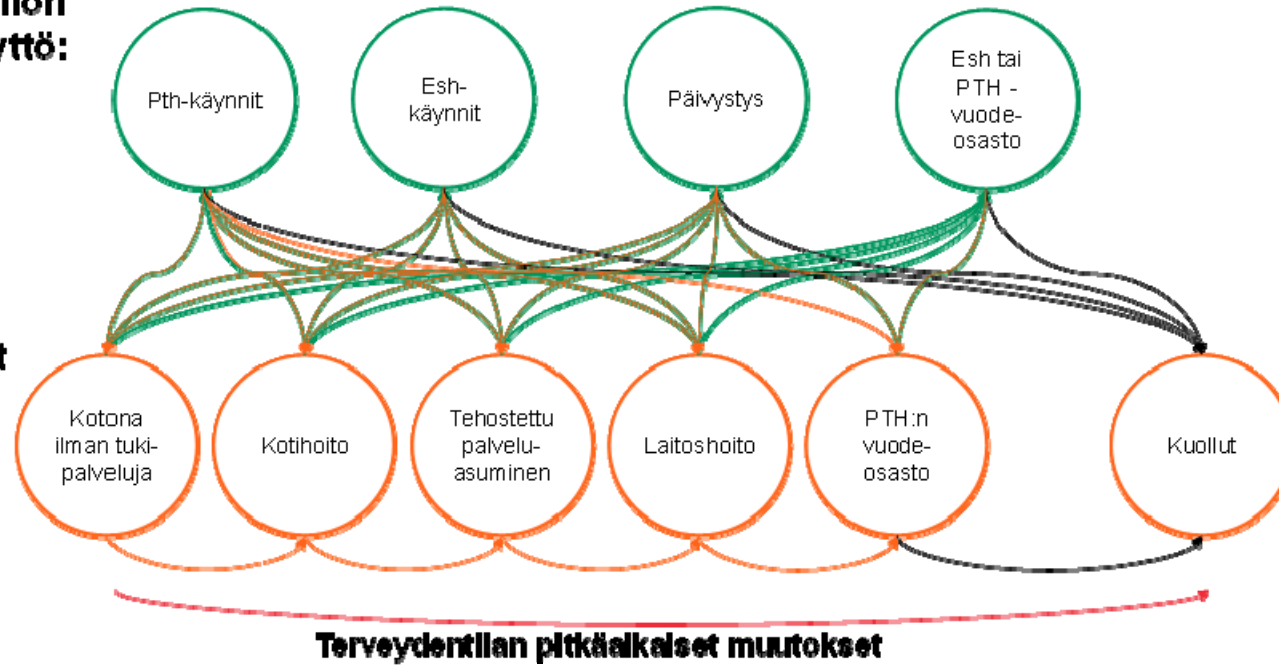 Pth-käynnit
Esh-
käynnit
Päivystys
Esh tai
PTH -
vuode-
osasto
Kotona
ilman tuki-
palveluja
Kotihoito
Tehostettu
palvelu-
asuminen
Laitoshoito
PTH:n
vuode-
osasto
Kuollut
Terveydentilan pitkäaikaiset muutokset